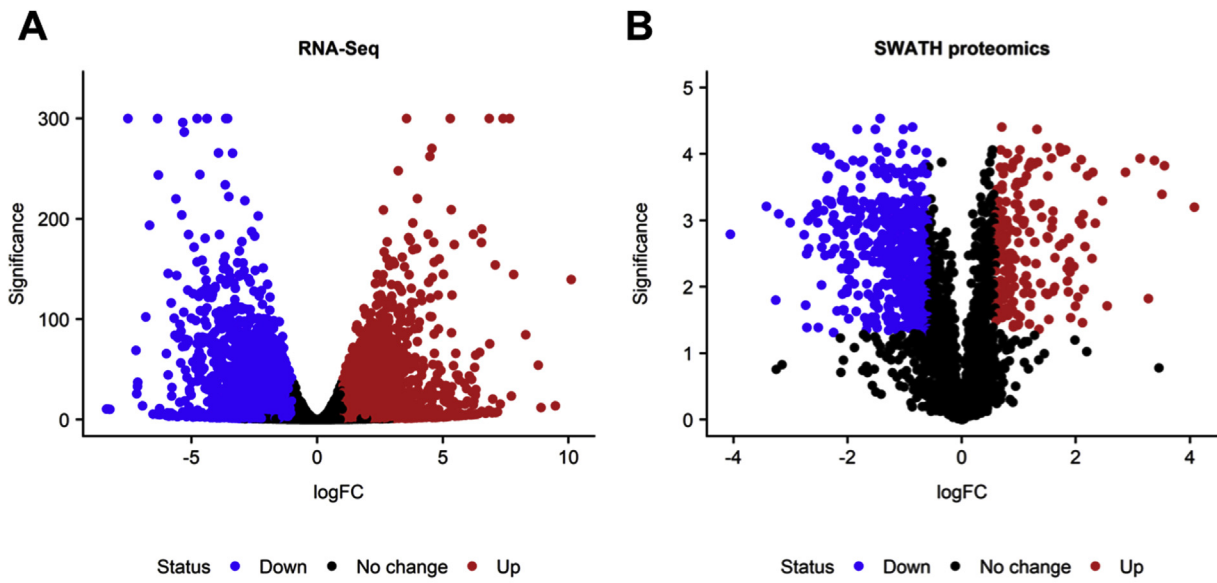 A
RNA-Seq
Significance
300
200
100
0
-5 0 5 10
logFC
Status Down No change Up
B
SWATH proteomics
Significance
5
4
3
2
1
0
-4 -2 0 2 4
logFC
Status Down No change Up